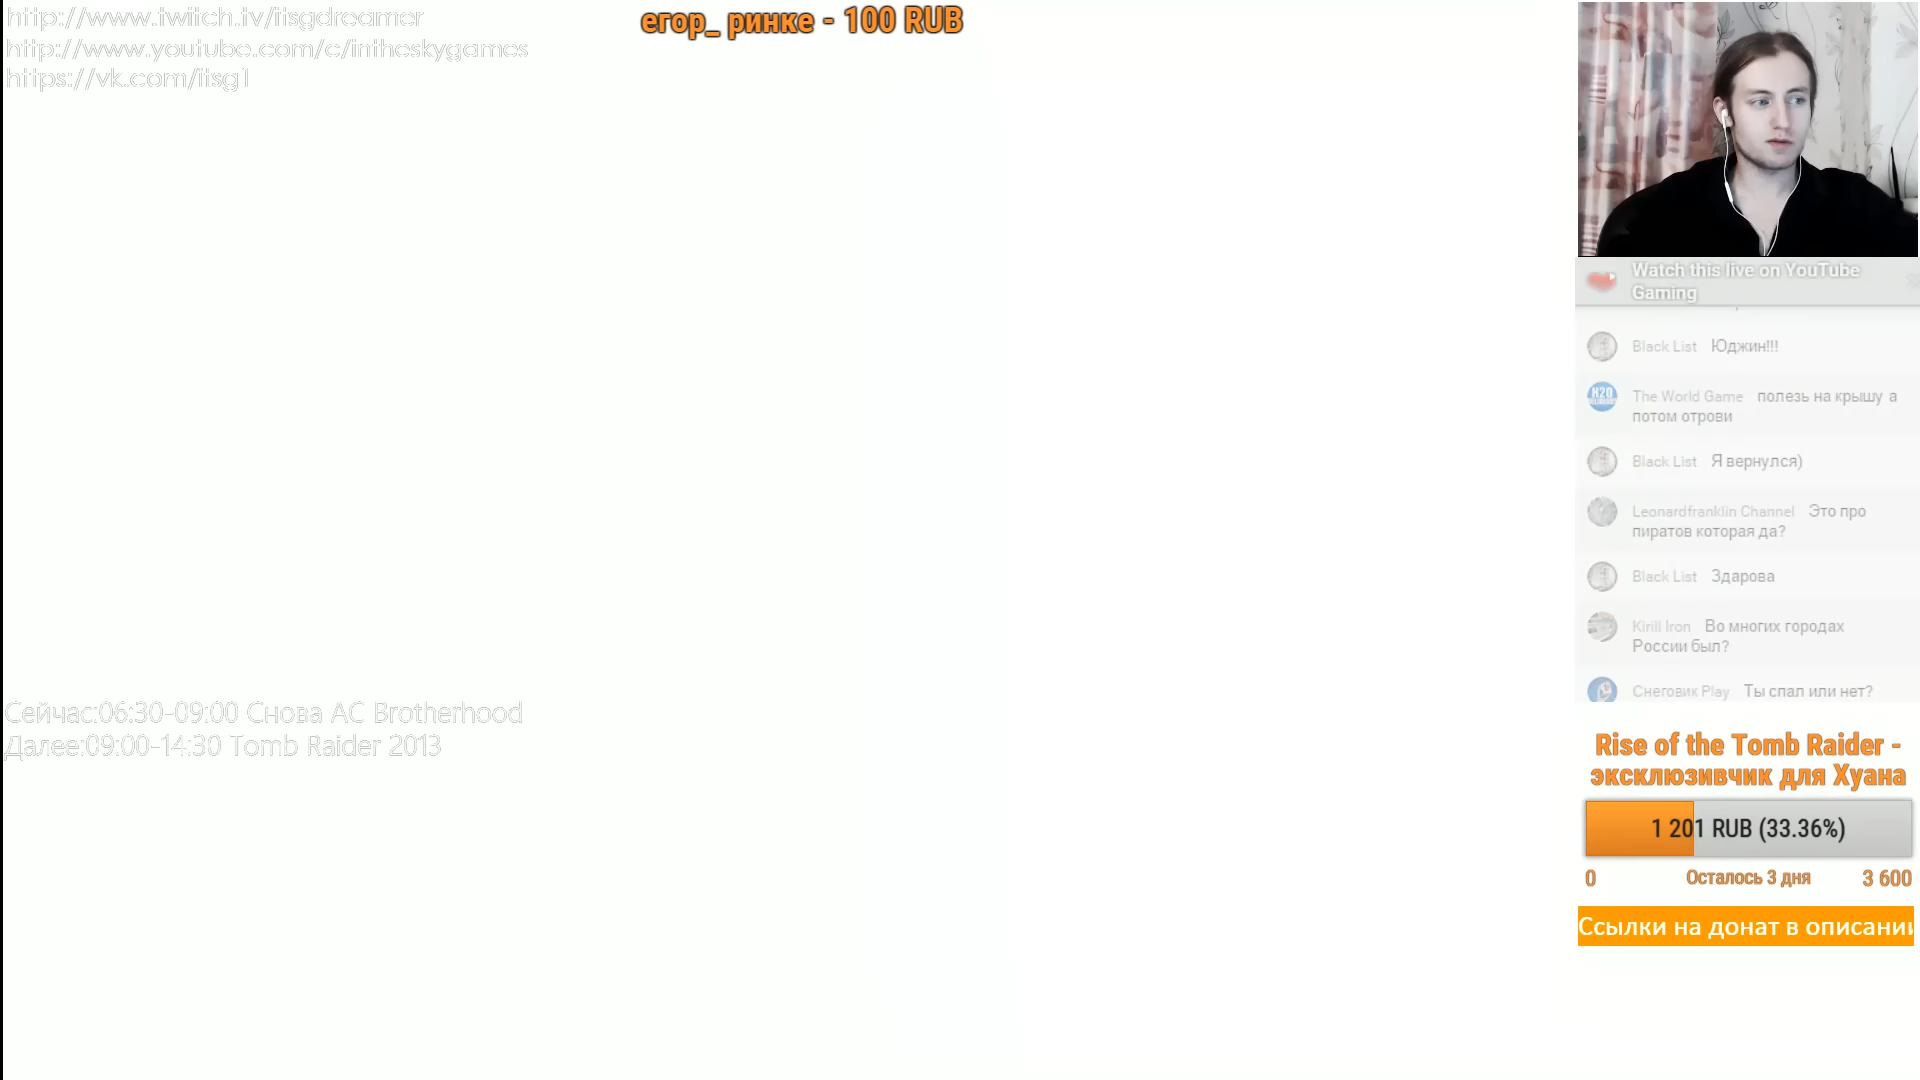 http://www.twitch.tv/itsgdreamer
http://www.youtube.com/c/intheskygames
https://vk.com/itsg1
егор_ ринке - 100 RUB
Watch this live on YouTube
Gaming
Black List Юджин!!!
The World Game полезь на крышу а
потом отрови
Black List Я вернулся)
Leonardfranklin Channel Это про
пиратов которая да?
Black List Здарова
Kirill Iron Во многих городах
России был?
Снеговик Play Ты спал или нет?
Сейчас:06:30-09:00 Снова AC Brotherhood
Далее:09:00-14:30 Tomb Raider 2013
Rise of the Tomb Raider -
эксклюзивчик для Хуана
1 201 RUB (33.36%)
0 Осталось 3 дня 3 600
Ссылки на донат в описании